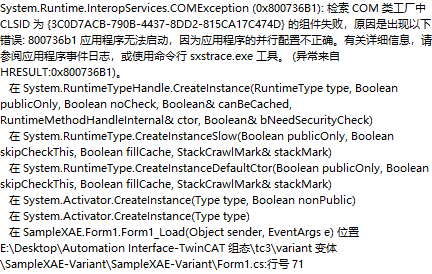 System.Runtime.InteropServices.COMException (0x800736B1): 检索 COM 类工厂中
CLSID 为 {3C0D7ACB-790B-4437-8DD2-815CA17C474D} 的组件失败，原因是出现以下
错误: 800736b1 应用程序无法启动，因为应用程序的并行配置不正确。有关详细信息，请
参阅应用程序事件日志，或使用命令行 sxstrace.exe 工具。 (异常来自
HRESULT:0x800736B1)。
在 System.RuntimeTypeHandle.CreateInstance(RuntimeType type, Boolean
publicOnly, Boolean noCheck, Boolean& canBeCached,
RuntimeMethodHandleInternal& ctor, Boolean& bNeedSecurityCheck)
在 System.RuntimeType.CreateInstanceSlow(Boolean publicOnly, Boolean
skipCheckThis, Boolean fillCache, StackCrawlMark& stackMark)
在 System.RuntimeType.CreateInstanceDefaultCtor(Boolean publicOnly, Boolean
skipCheckThis, Boolean fillCache, StackCrawlMark& stackMark)
在 System.Activator.CreateInstance(Type type, Boolean nonPublic)
在 System.Activator.CreateInstance(Type type)
在 SampleXAE.Form1.Form1_Load(Object sender, EventArgs e) 位置
E:\Desktop\Automation Interface-TwinCAT 组态\tc3\variant 变体
\SampleXAE-Variant\SampleXAE-Variant\Form1.cs:行号 71